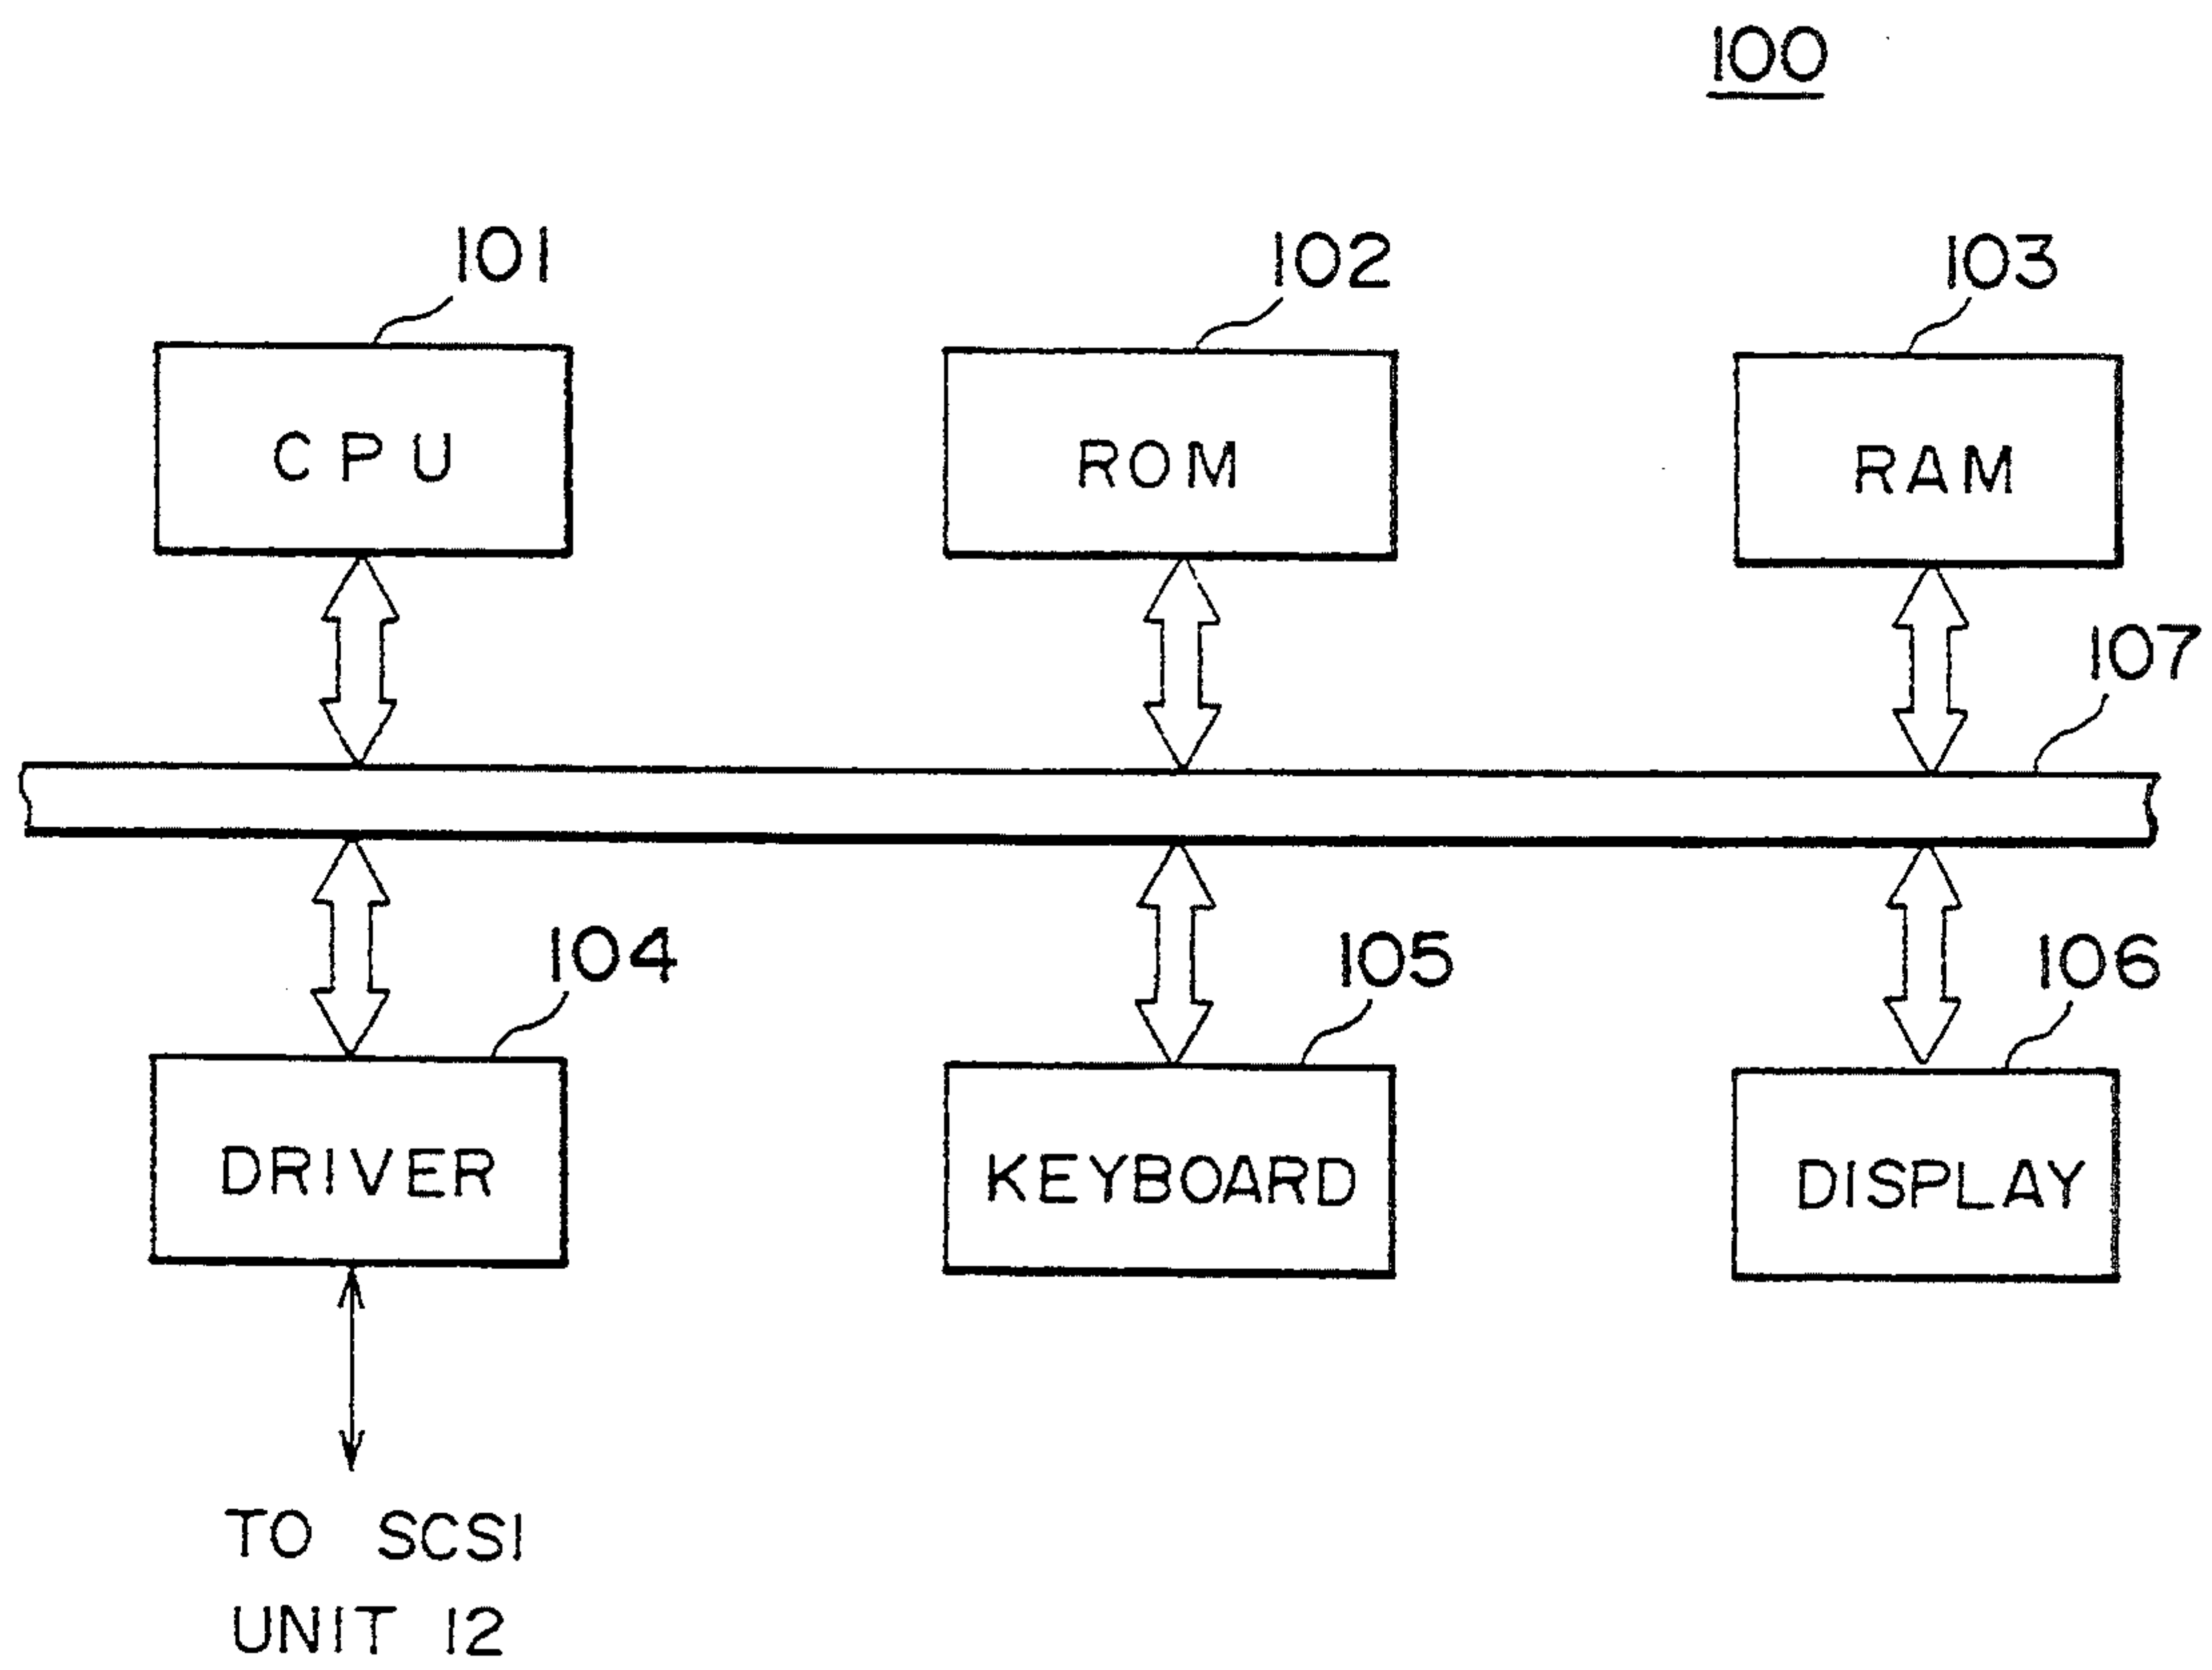 100
101
102
103
CPU
ROM
RAM
107
104
105
106
DRIVER
KEYBOARD
DISPLAY
TO SCSI
UNIT 12